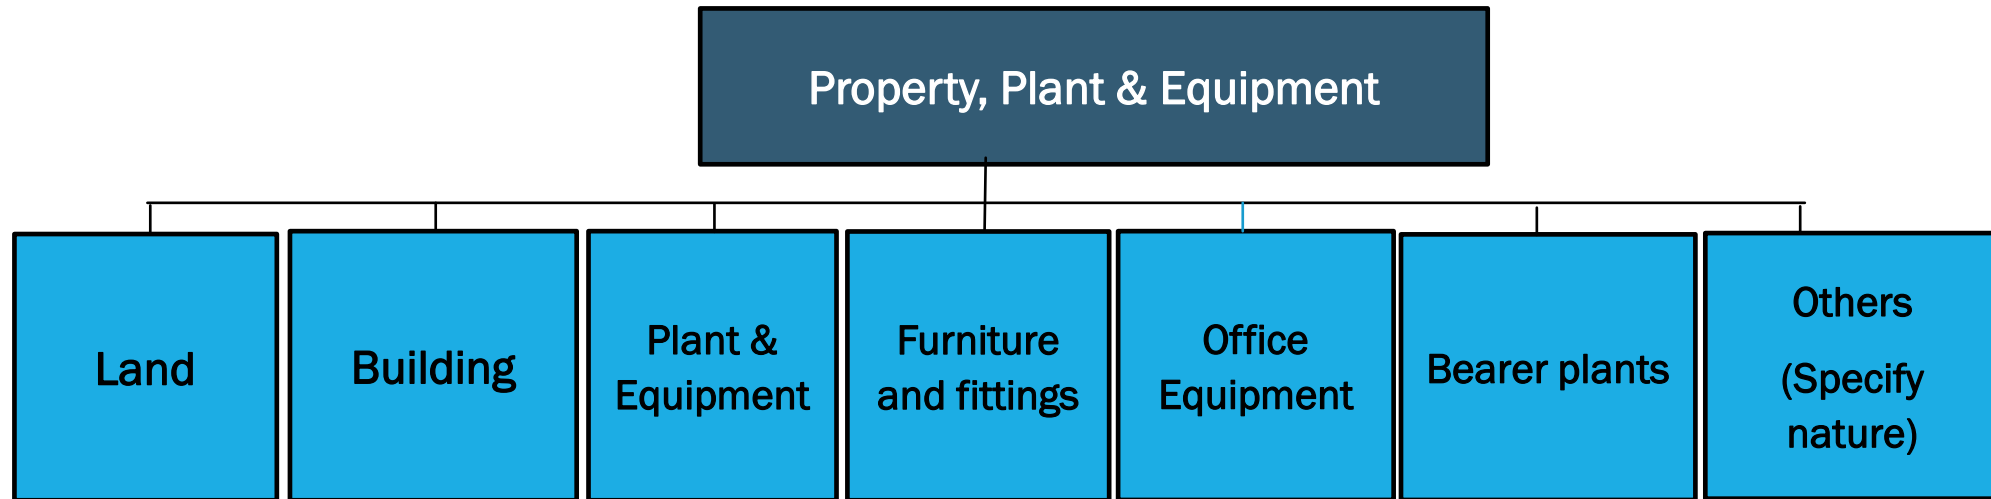 Property, Plant & Equipment
Land
Building
Plant &
Equipment
Furniture
and fittings
Office
Equipment
Bearer plants
Others
(Specify
nature)